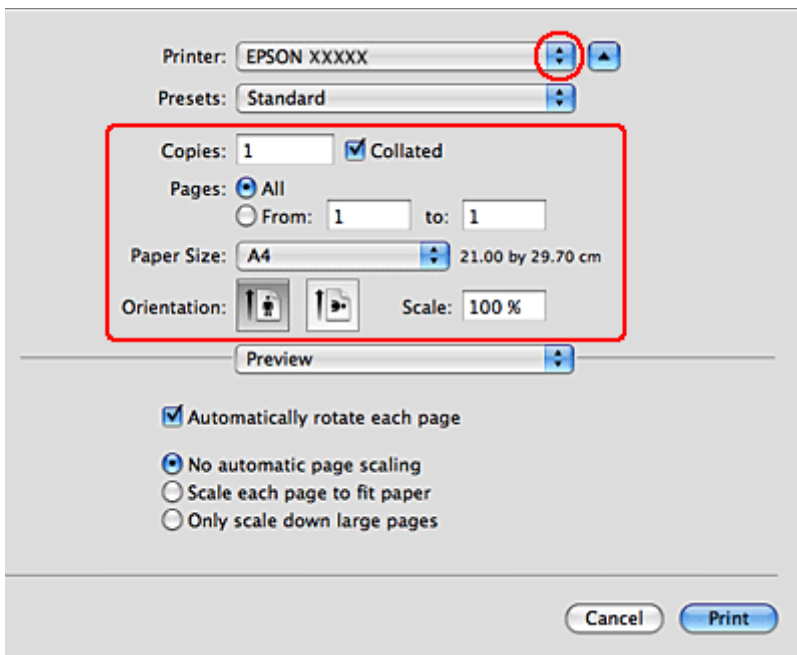 Printer: EPSON XXXXX
Presets: Standard
Copies: 1 Collated
Pages: All
From: 1 to: 1
Paper Size: A4 21.00 by 29.70 cm
Orientation: Scale: 100 %
Preview
Automatically rotate each page
No automatic page scaling
Scale each page to fit paper
Only scale down large pages
Cancel Print